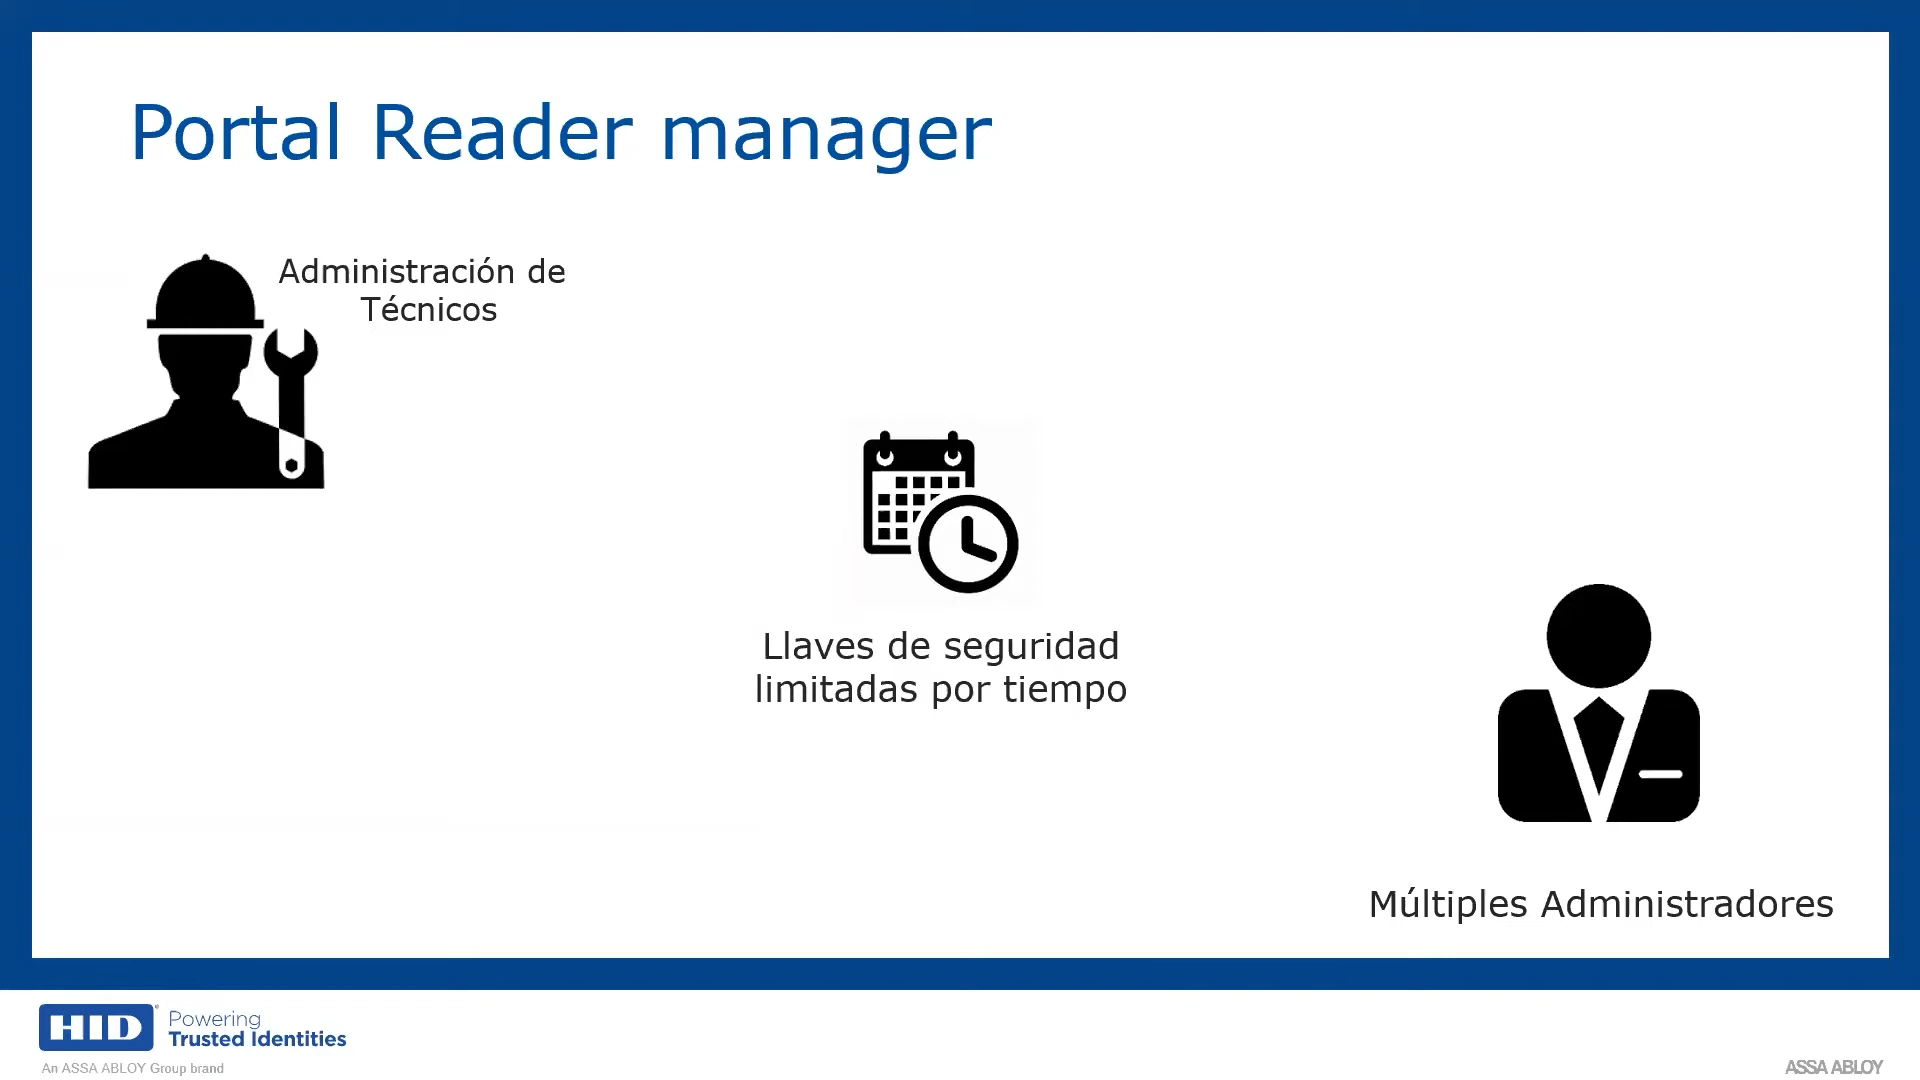 Portal Reader manager
Administración de
Técnicos
Llaves de seguridad
limitadas por tiempo
Múltiples Administradores
HID® Powering
Trusted Identities
An ASSA ABLOY Group brand
ASSA ABLOY